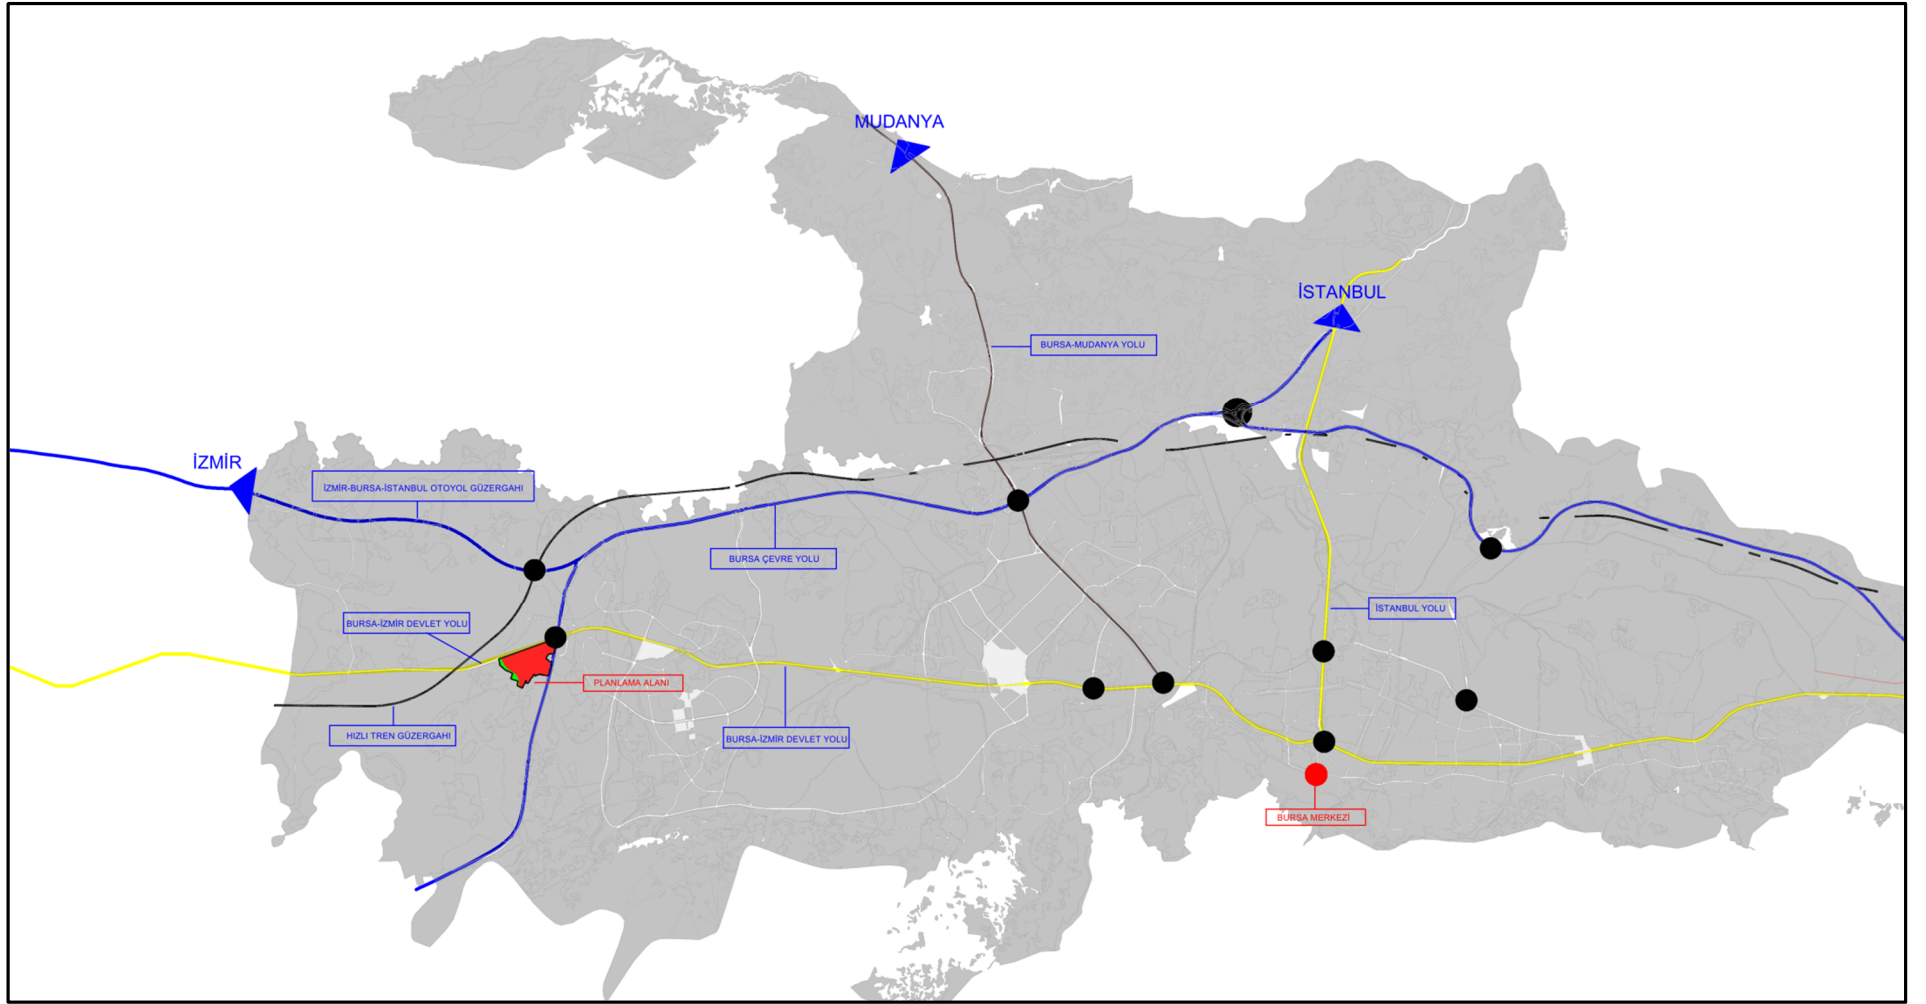 MUDANYA
İSTANBUL
BURSA-MUDANYA YOLU
İZMİR
İZMİR-BURSA-İSTANBUL OTOYOL GÜZERGAHI
BURSA ÇEVRE YOLU
İSTANBUL YOLU
BURSA-İZMİR DEVLET YOLU
PLANLAMA ALANI
HIZLI TREN GÜZERGAHI
BURSA-İZMİR DEVLET YOLU
BURSA MERKEZİ